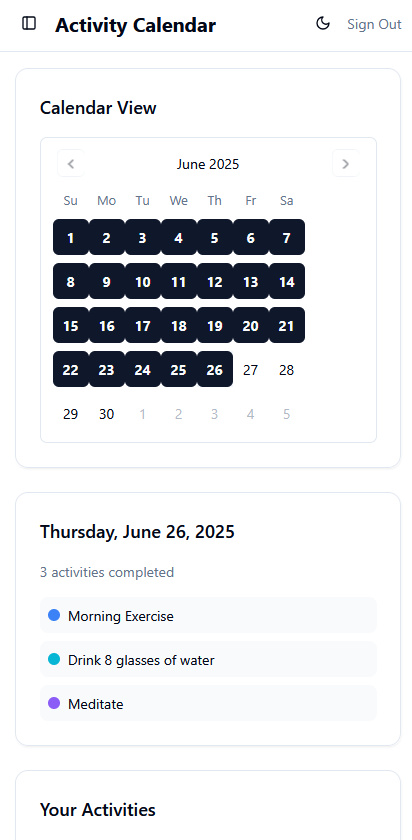 Activity Calendar Sign Out
Calendar View
June 2025
Su Mo Tu We Th Fr Sa
1 2 3 4 5 6 7
8 9 10 11 12 13 14
15 16 17 18 19 20 21
22 23 24 25 26 27 28
29 30 1 2 3 4 5
Thursday, June 26, 2025
3 activities completed
Morning Exercise
Drink 8 glasses of water
Meditate
Your Activities